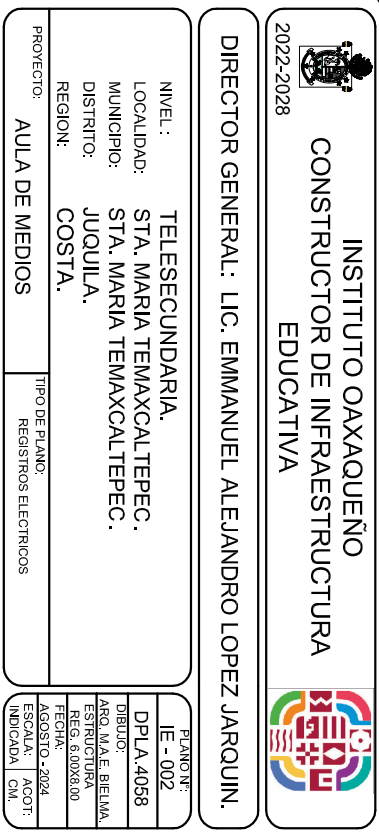 INSTITUTO OAXAQUEÑO
CONSTRUCTOR DE INFRAESTRUCTURA
EDUCATIVA
2022-2028
DIRECTOR GENERAL: LIC. EMMANUEL ALEJANDRO LOPEZ JARQUIN.
NIVEL : TELESECUNDARIA.
LOCALIDAD: STA. MARIA TEMAXCALTEPEC.
MUNICIPIO: STA. MARIA TEMAXCALTEPEC.
DISTRITO: JUQUILA.
REGION: COSTA.
PROYECTO: AULA DE MEDIOS
TIPO DE PLANO:
REGISTROS ELECTRICOS
PLANO N°:
IE - 002
DPLA.4058
DIBUJO:
ARQ. M.A.E. BIELMA.
ESTRUCTURA
REG. 6.00X8.00
FECHA:
AGOSTO - 2024
ESCALA: ACOT:
INDICADA CM.